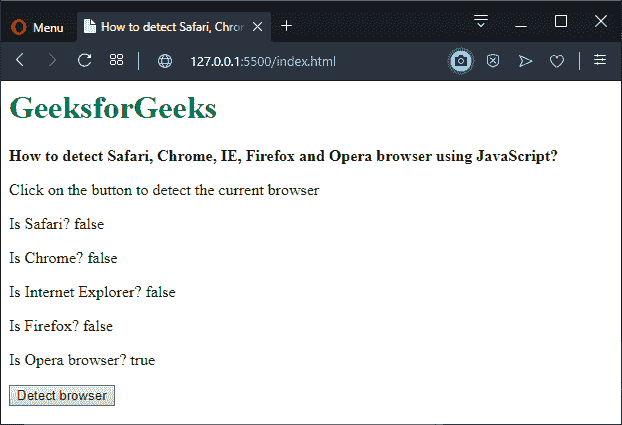 Menu
How to detect Safari, Chror
127.0.0.1:5500/index.html
GeeksforGeeks
How to detect Safari, Chrome, IE, Firefox and Opera browser using JavaScript?
Click on the button to detect the current browser
Is Safari? false
Is Chrome? false
Is Internet Explorer? false
Is Firefox? false
Is Opera browser? true
Detect browser